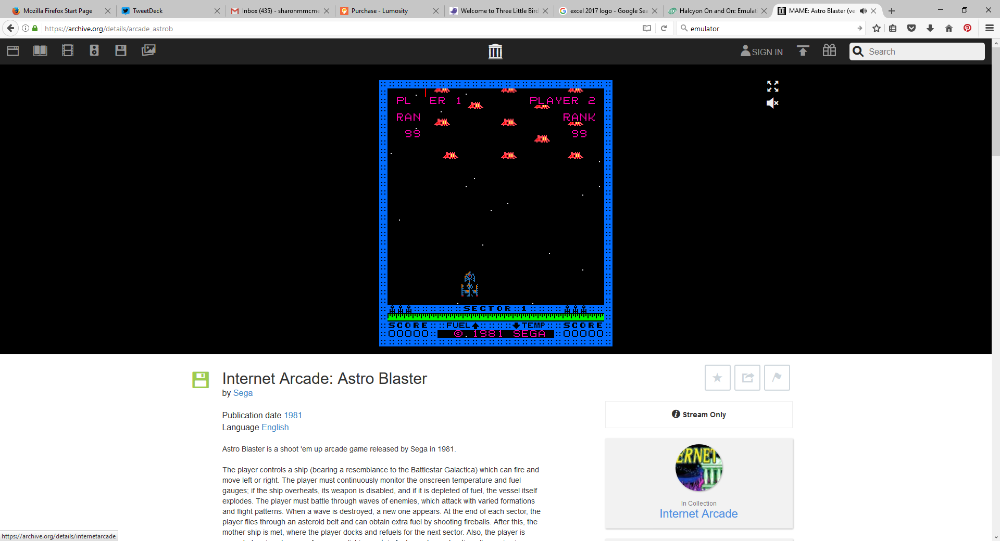 Mozilla Firefox Start Page
TweetDeck
Inbox (435) - sharonmmcme
Purchase - Lumosity
Welcome to Three Little Bird
excel 2017 logo - Google Sea
Halcyon On and On: Emulat
MAME: Astro Blaster (ve
https://archive.org/details/arcade_astrob
emulator
SIGN IN
Search
PL ER 1 PLAYER 2
RAN RANK
99 99
SECTOR 1
SCORE FUEL TEMP SCORE
00000 © 1981 SEGA 00000
Internet Arcade: Astro Blaster
by Sega
Publication date 1981
Language English
Stream Only
Astro Blaster is a shoot 'em up arcade game released by Sega in 1981.
The player controls a ship (bearing a resemblance to the Battlestar Galactica) which can fire and
move left or right. The player must continuously monitor the onscreen temperature and fuel
gauges; if the ship overheats, its weapon is disabled, and if it is depleted of fuel, the vessel itself
explodes. The player must battle through waves of enemies, which attack with varied formations
and flight patterns. When a wave is destroyed, a new one appears. At the end of each sector, the
player flies through an asteroid belt and can obtain extra fuel by shooting fireballs. After this, the
mother ship is met, where the player docks and refuels for the next sector. Also, the player is
ERNET
In Collection
Internet Arcade
https://archive.org/details/internetarcade